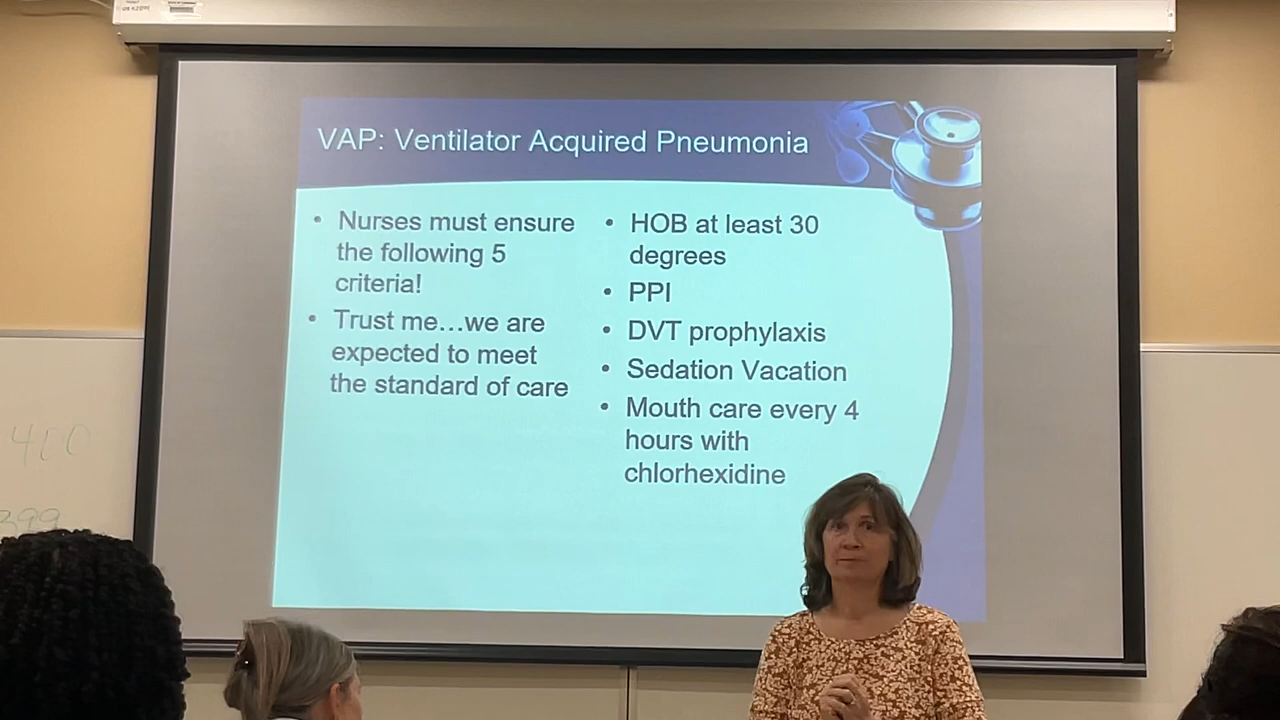 VAP: Ventilator Acquired Pneumonia
• Nurses must ensure
the following 5
criteria!
• Trust me...we are
expected to meet
the standard of care
• HOB at least 30
degrees
• PPI
• DVT prophylaxis
• Sedation Vacation
• Mouth care every 4
hours with
chlorhexidine
400
399